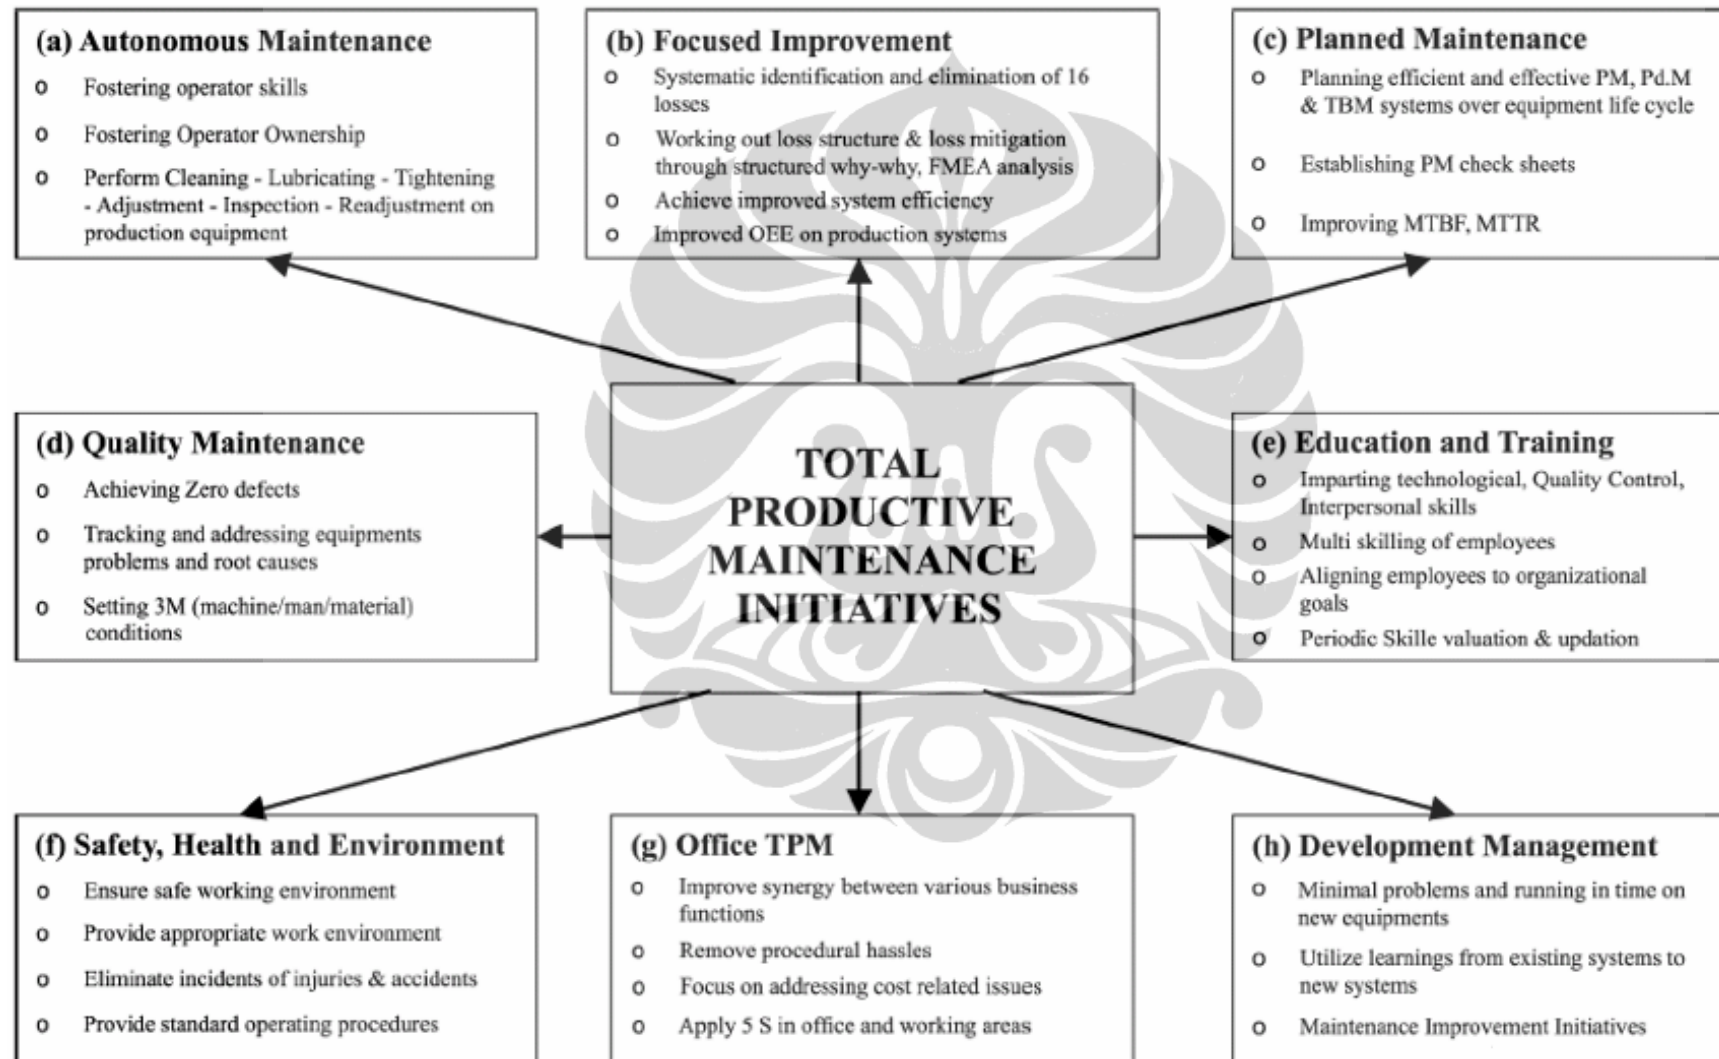 (a) Autonomous Maintenance
o Fostering operator skills
o Fostering Operator Ownership
o Perform Cleaning - Lubricating - Tightening
- Adjustment - Inspection - Readjustment on
production equipment
(b) Focused Improvement
o Systematic identification and elimination of 16
losses
o Working out loss structure & loss mitigation
through structured why-why, FMEA analysis
o Achieve improved system efficiency
o Improved OEE on production systems
(c) Planned Maintenance
o Planning efficient and effective PM, Pd.M
& TBM systems over equipment life cycle
o Establishing PM check sheets
o Improving MTBF, MTTR
(d) Quality Maintenance
o Achieving Zero defects
o Tracking and addressing equipments
problems and root causes
o Setting 3M (machine/man/material)
conditions
TOTAL
PRODUCTIVE
MAINTENANCE
INITIATIVES
(e) Education and Training
o Imparting technological, Quality Control,
Interpersonal skills
o Multi skilling of employees
o Aligning employees to organizational
goals
o Periodic Skille valuation & updation
(f) Safety, Health and Environment
o Ensure safe working environment
o Provide appropriate work environment
o Eliminate incidents of injuries & accidents
o Provide standard operating procedures
(g) Office TPM
o Improve synergy between various business
functions
o Remove procedural hassles
o Focus on addressing cost related issues
o Apply 5 S in office and working areas
(h) Development Management
o Minimal problems and running in time on
new equipments
o Utilize learnings from existing systems to
new systems
o Maintenance Improvement Initiatives